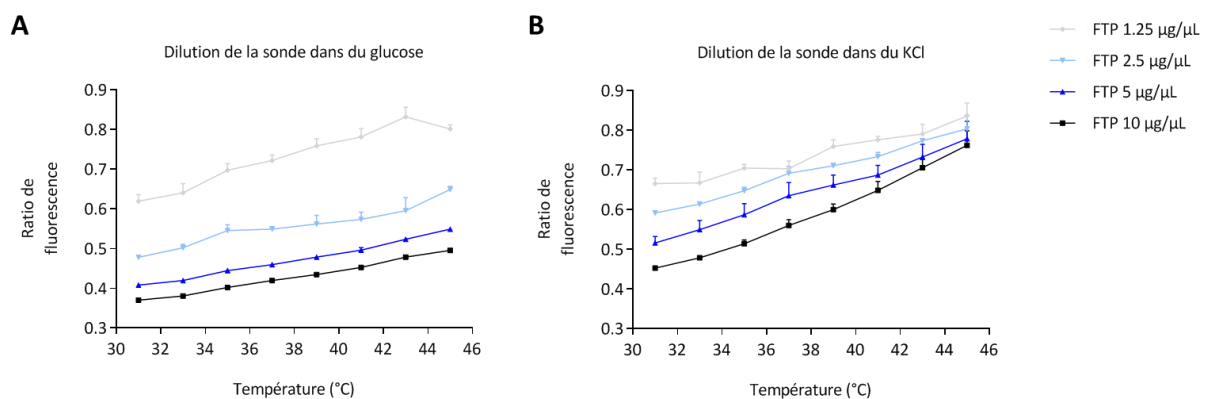 A
Dilution de la sonde dans du glucose
Ratio de
fluorescence
0.9
0.8
0.7
0.6
0.5
0.4
0.3
30
32
34
36
38
40
42
44
46
Température (°C)
B
Dilution de la sonde dans du KCl
Ratio de
fluorescence
0.9
0.8
0.7
0.6
0.5
0.4
0.3
30
32
34
36
38
40
42
44
46
Température (°C)
FTP 1.25 µg/µL
FTP 2.5 µg/µL
FTP 5 µg/µL
FTP 10 µg/µL